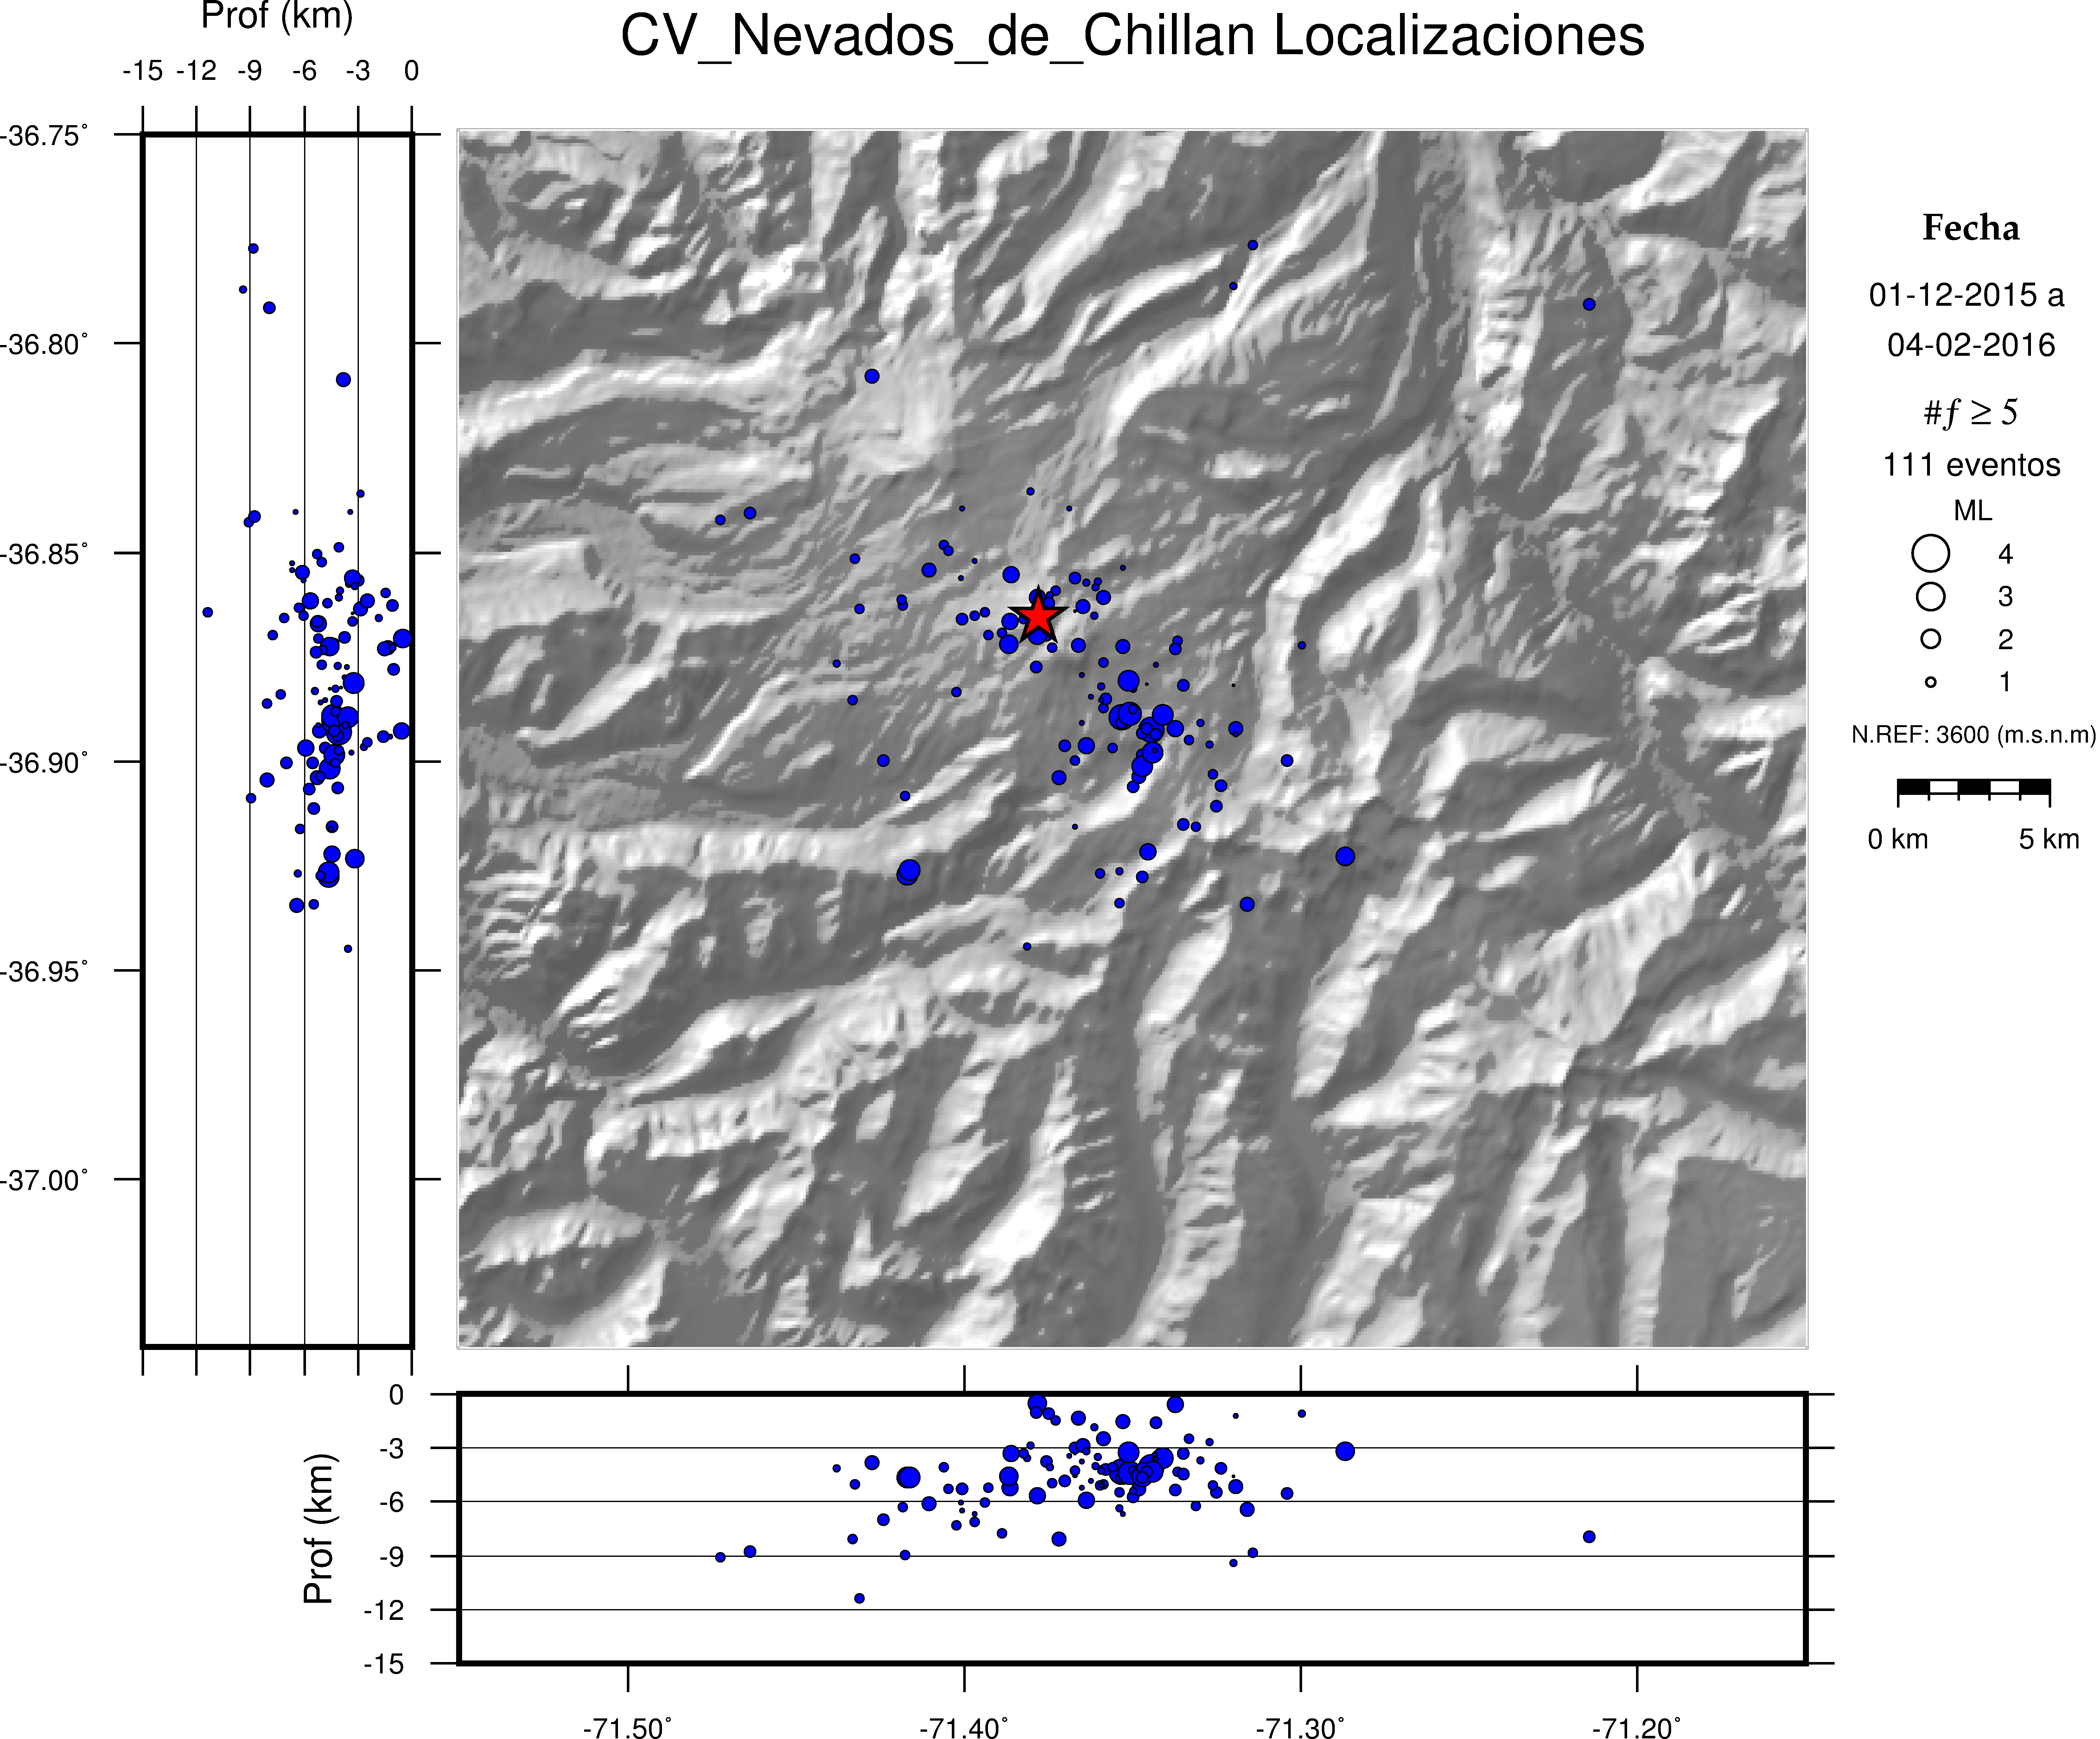 Prof (km)
CV_Nevados_de_Chillan Localizaciones
-15 -12 -9 -6 -3 0
-36.75°
-36.80°
-36.85°
-36.90°
-36.95°
-37.00°
Fecha
01-12-2015 a
04-02-2016
#f ≥ 5
111 eventos
ML
4
3
2
1
N.REF: 3600 (m.s.n.m)
0 km 5 km
Prof (km)
0
-3
-6
-9
-12
-15
-71.50° -71.40° -71.30° -71.20°